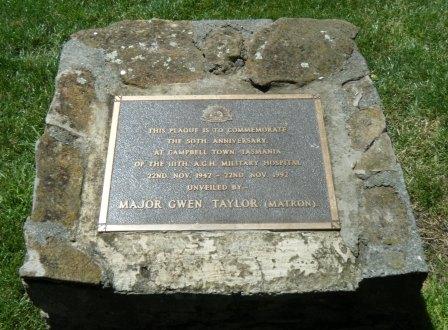 THIS PLAQUE IS TO COMMEMORATE
THE 50TH. ANNIVERSARY
AT CAMPBELL TOWN, TASMANIA
OF THE 111TH. A.G.H. MILITARY HOSPITAL
22ND. NOV. 1942 - 22ND NOV. 1992
UNVEILED BY:-
MAJOR GWEN TAYLOR (MATRON)